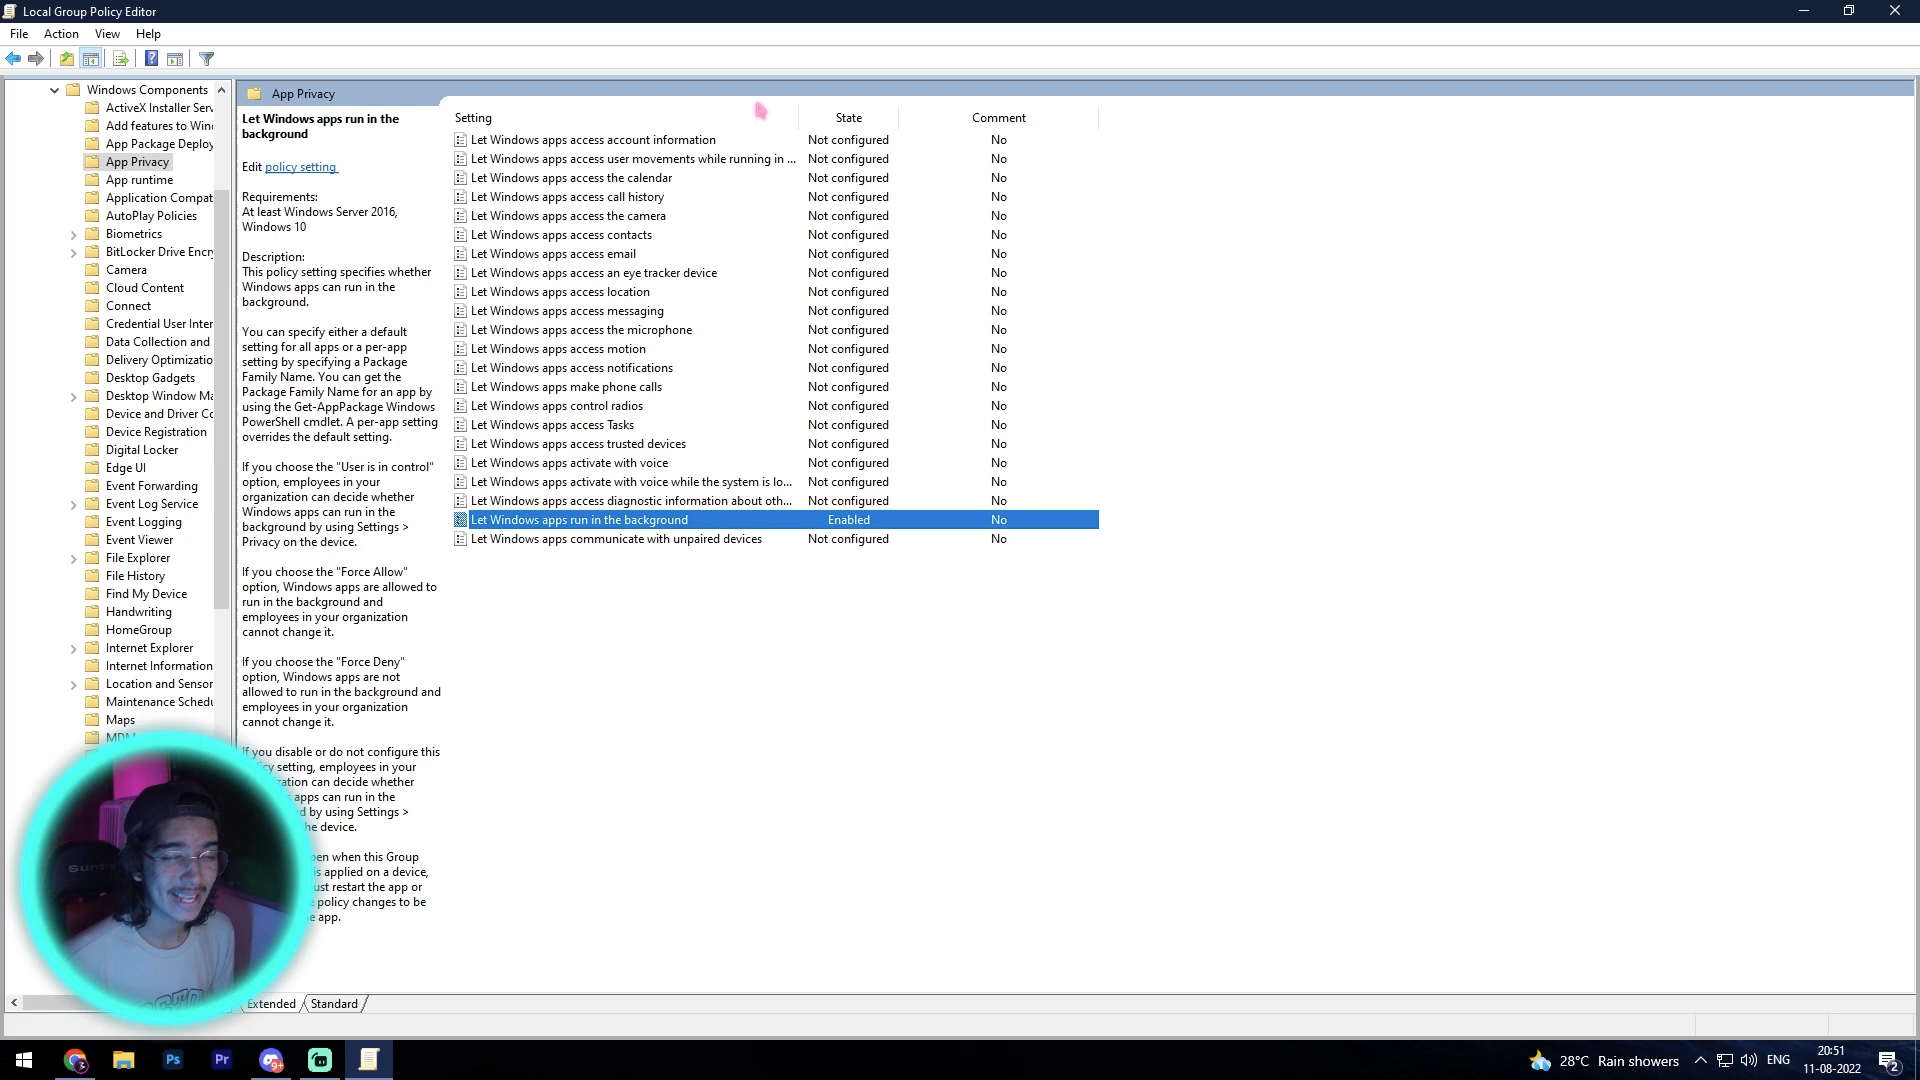 Local Group Policy Editor
File Action View Help
Windows Components
ActiveX Installer Serv
Add features to Wind
App Package Deploy
App Privacy
App runtime
Application Compat
AutoPlay Policies
Biometrics
BitLocker Drive Encry
Camera
Cloud Content
Connect
Credential User Inter
Data Collection and
Delivery Optimizatio
Desktop Gadgets
Desktop Window Ma
Device and Driver Co
Device Registration
Digital Locker
Edge UI
Event Forwarding
Event Log Service
Event Logging
Event Viewer
File Explorer
File History
Find My Device
Handwriting
HomeGroup
Internet Explorer
Internet Information
Location and Sensor
Maintenance Schedu
Maps
MDM
App Privacy
Let Windows apps run in the
background
Edit policy setting
Requirements:
At least Windows Server 2016,
Windows 10
Description:
This policy setting specifies whether
Windows apps can run in the
background.
You can specify either a default
setting for all apps or a per-app
setting by specifying a Package
Family Name. You can get the
Package Family Name for an app by
using the Get-AppPackage Windows
PowerShell cmdlet. A per-app setting
overrides the default setting.
If you choose the "User is in control"
option, employees in your
organization can decide whether
Windows apps can run in the
background by using Settings >
Privacy on the device.
If you choose the "Force Allow"
option, Windows apps are allowed to
run in the background and
employees in your organization
cannot change it.
If you choose the "Force Deny"
option, Windows apps are not
allowed to run in the background and
employees in your organization
cannot change it.
If you disable or do not configure this
setting, employees in your
can decide whether
apps can run in the
by using Settings >
the device.
when this Group
is applied on a device,
restart the app or
policy changes to be
app.
Setting State Comment
Let Windows apps access account information Not configured No
Let Windows apps access user movements while running in ... Not configured No
Let Windows apps access the calendar Not configured No
Let Windows apps access call history Not configured No
Let Windows apps access the camera Not configured No
Let Windows apps access contacts Not configured No
Let Windows apps access email Not configured No
Let Windows apps access an eye tracker device Not configured No
Let Windows apps access location Not configured No
Let Windows apps access messaging Not configured No
Let Windows apps access the microphone Not configured No
Let Windows apps access motion Not configured No
Let Windows apps access notifications Not configured No
Let Windows apps make phone calls Not configured No
Let Windows apps control radios Not configured No
Let Windows apps access Tasks Not configured No
Let Windows apps access trusted devices Not configured No
Let Windows apps activate with voice Not configured No
Let Windows apps activate with voice while the system is lo... Not configured No
Let Windows apps access diagnostic information about oth... Not configured No
Let Windows apps run in the background Enabled No
Let Windows apps communicate with unpaired devices Not configured No
Extended Standard
Ps Pr 9+
28°C Rain showers ENG 20:51
11-08-2022 2